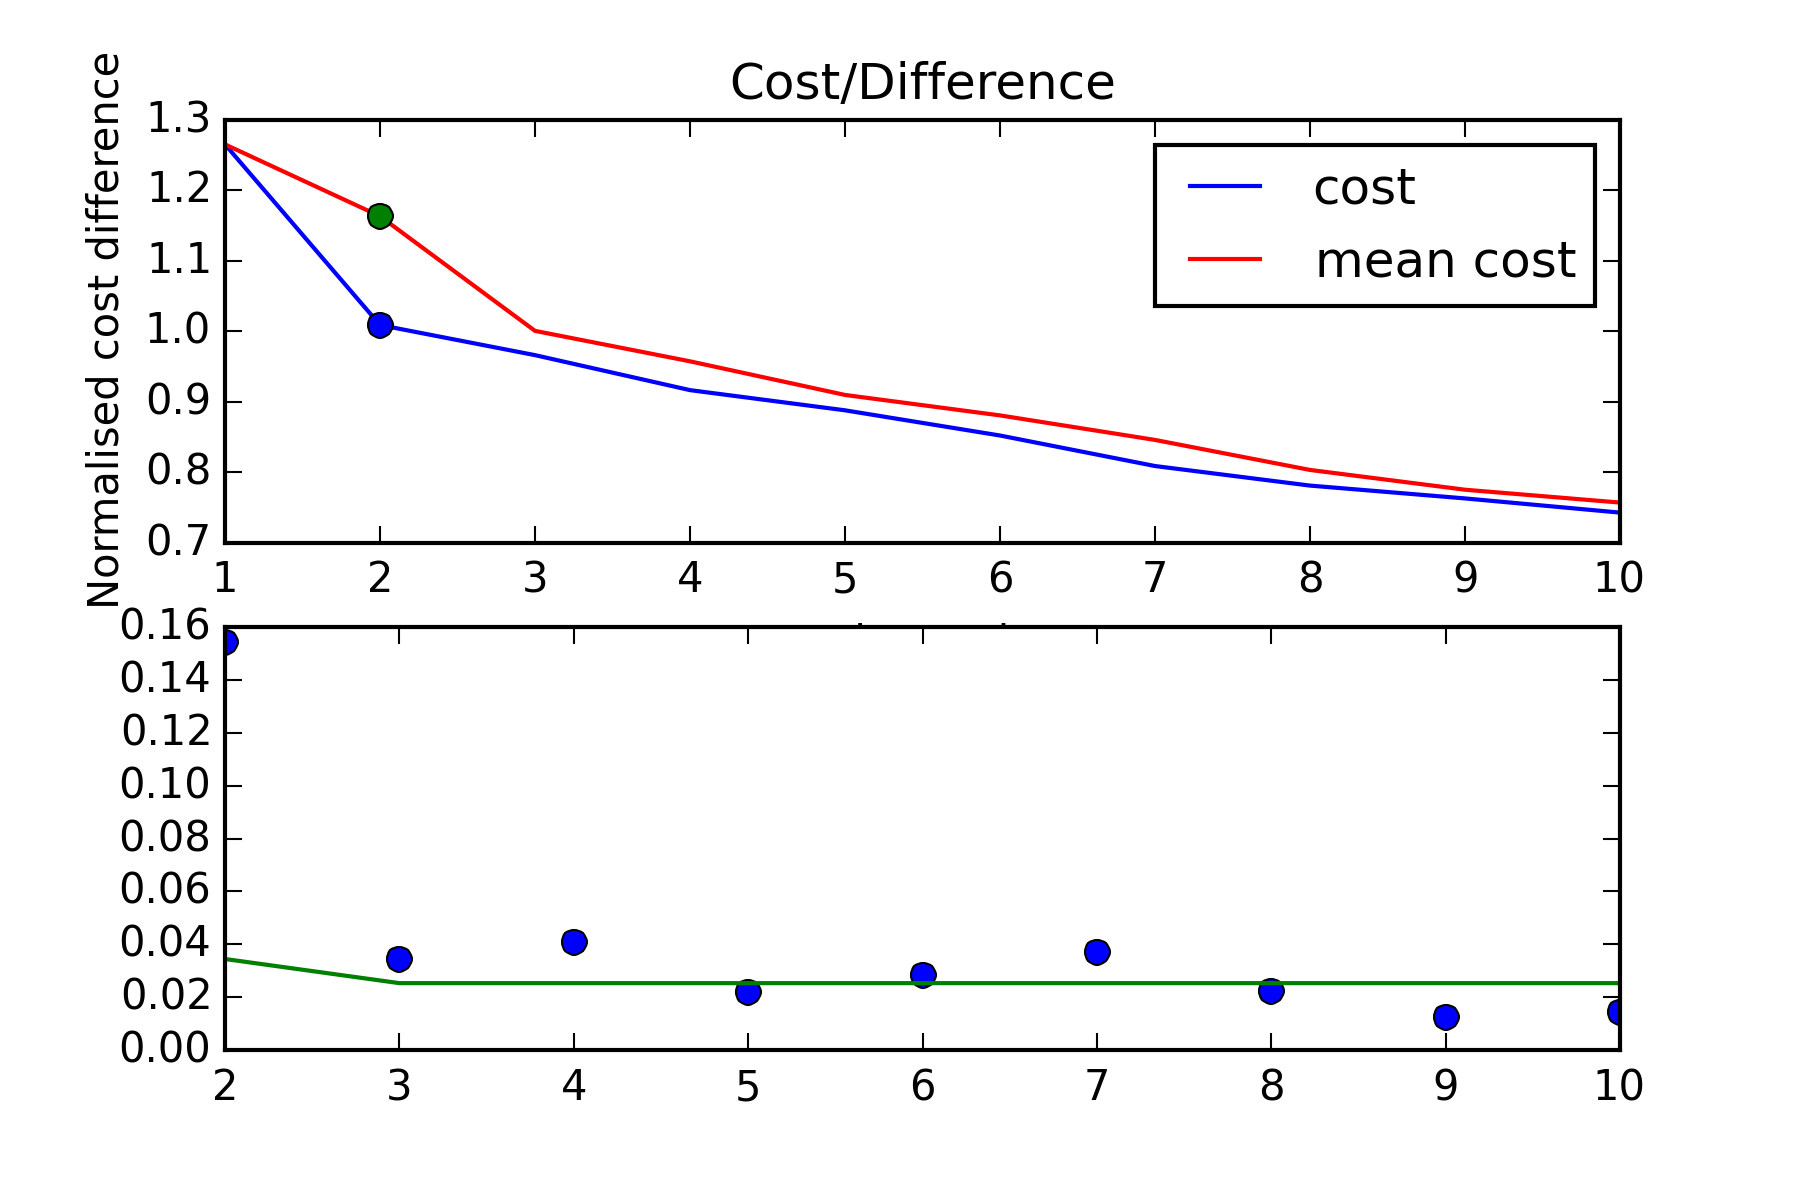 Cost/Difference
Normalised cost difference
1.3
1.2
1.1
1.0
0.9
0.8
0.7
cost
mean cost
1 2 3 4 5 6 7 8 9 10
0.16
0.14
0.12
0.10
0.08
0.06
0.04
0.02
0.00
2 3 4 5 6 7 8 9 10